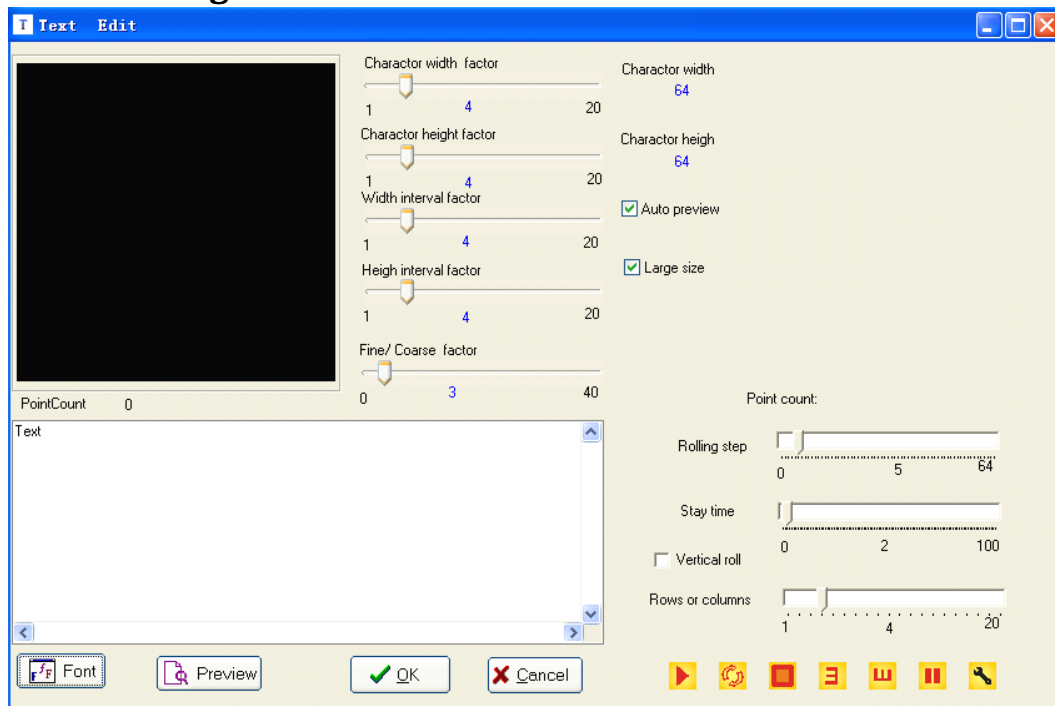 Text Edit
Charactor width factor
1 4 20
Charactor height factor
1 4 20
Width interval factor
1 4 20
Heigh interval factor
1 4 20
Fine/ Coarse factor
0 3 40
Charactor width
64
Charactor heigh
64
Auto preview
Large size
PointCount 0
Text
Point count:
Rolling step
0 5 64
Stay time
0 2 100
Vertical roll
Rows or columns
1 4 20
Font
Preview
OK
Cancel